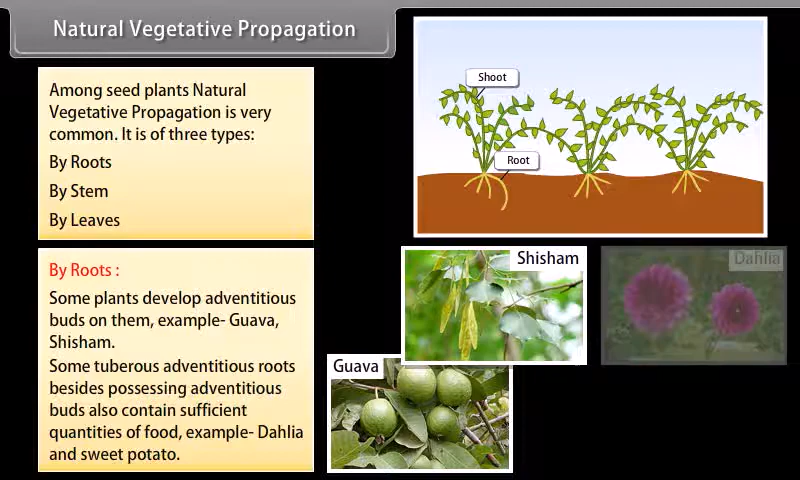 Natural Vegetative Propagation
Among seed plants Natural
Vegetative Propagation is very
common. It is of three types:
By Roots
By Stem
By Leaves
By Roots :
Some plants develop adventitious
buds on them, example- Guava,
Shisham.
Some tuberous adventitious roots
besides possessing adventitious
buds also contain sufficient
quantities of food, example- Dahlia
and sweet potato.
Shoot
Root
Shisham
Dahlia
Guava